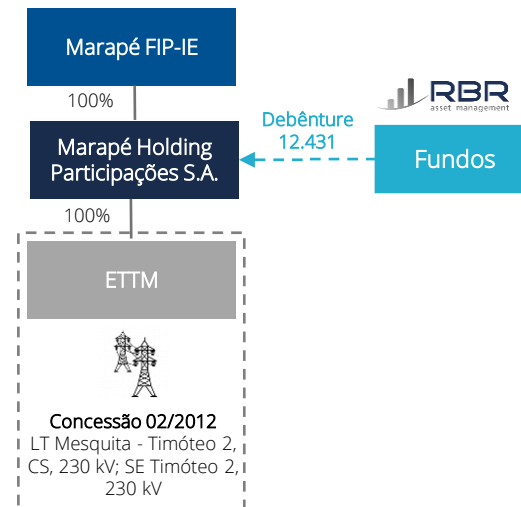 Marapé FIP-IE
100%
RBR
asset management
Debênture
12.431
Marapé Holding
Participações S.A.
Fundos
100%
ETTM
Concessão 02/2012
LT Mesquita - Timóteo 2,
CS, 230 kV; SE Timóteo 2,
230 kV